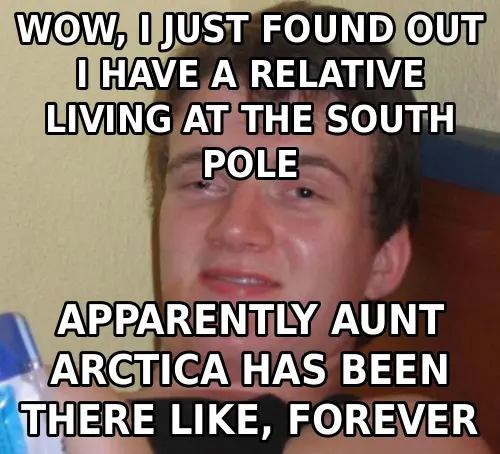 WOW, I JUST FOUND OUT
I HAVE A RELATIVE
LIVING AT THE SOUTH
POLE
APPARENTLY AUNT
ARCTICA HAS BEEN
THERE LIKE, FOREVER